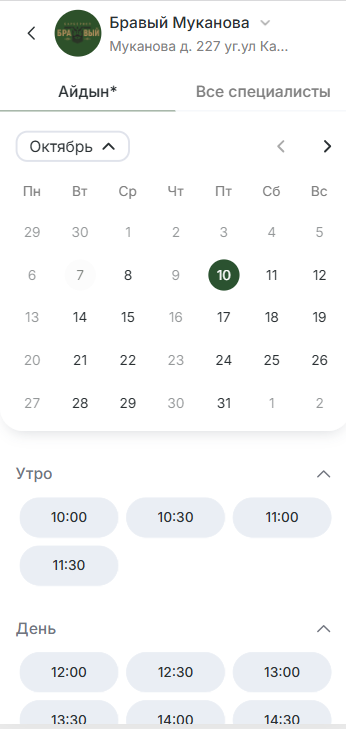 БРАВЫЙ
Бравый Муканова
Муканова д. 227 уг.ул Ка...
Айдын*
Все специалисты
Октябрь
Пн Вт Ср Чт Пт Сб Вс
29 30 1 2 3 4 5
6 7 8 9 10 11 12
13 14 15 16 17 18 19
20 21 22 23 24 25 26
27 28 29 30 31 1 2
Утро
10:00 10:30 11:00
11:30
День
12:00 12:30 13:00
13:30 14:00 14:30